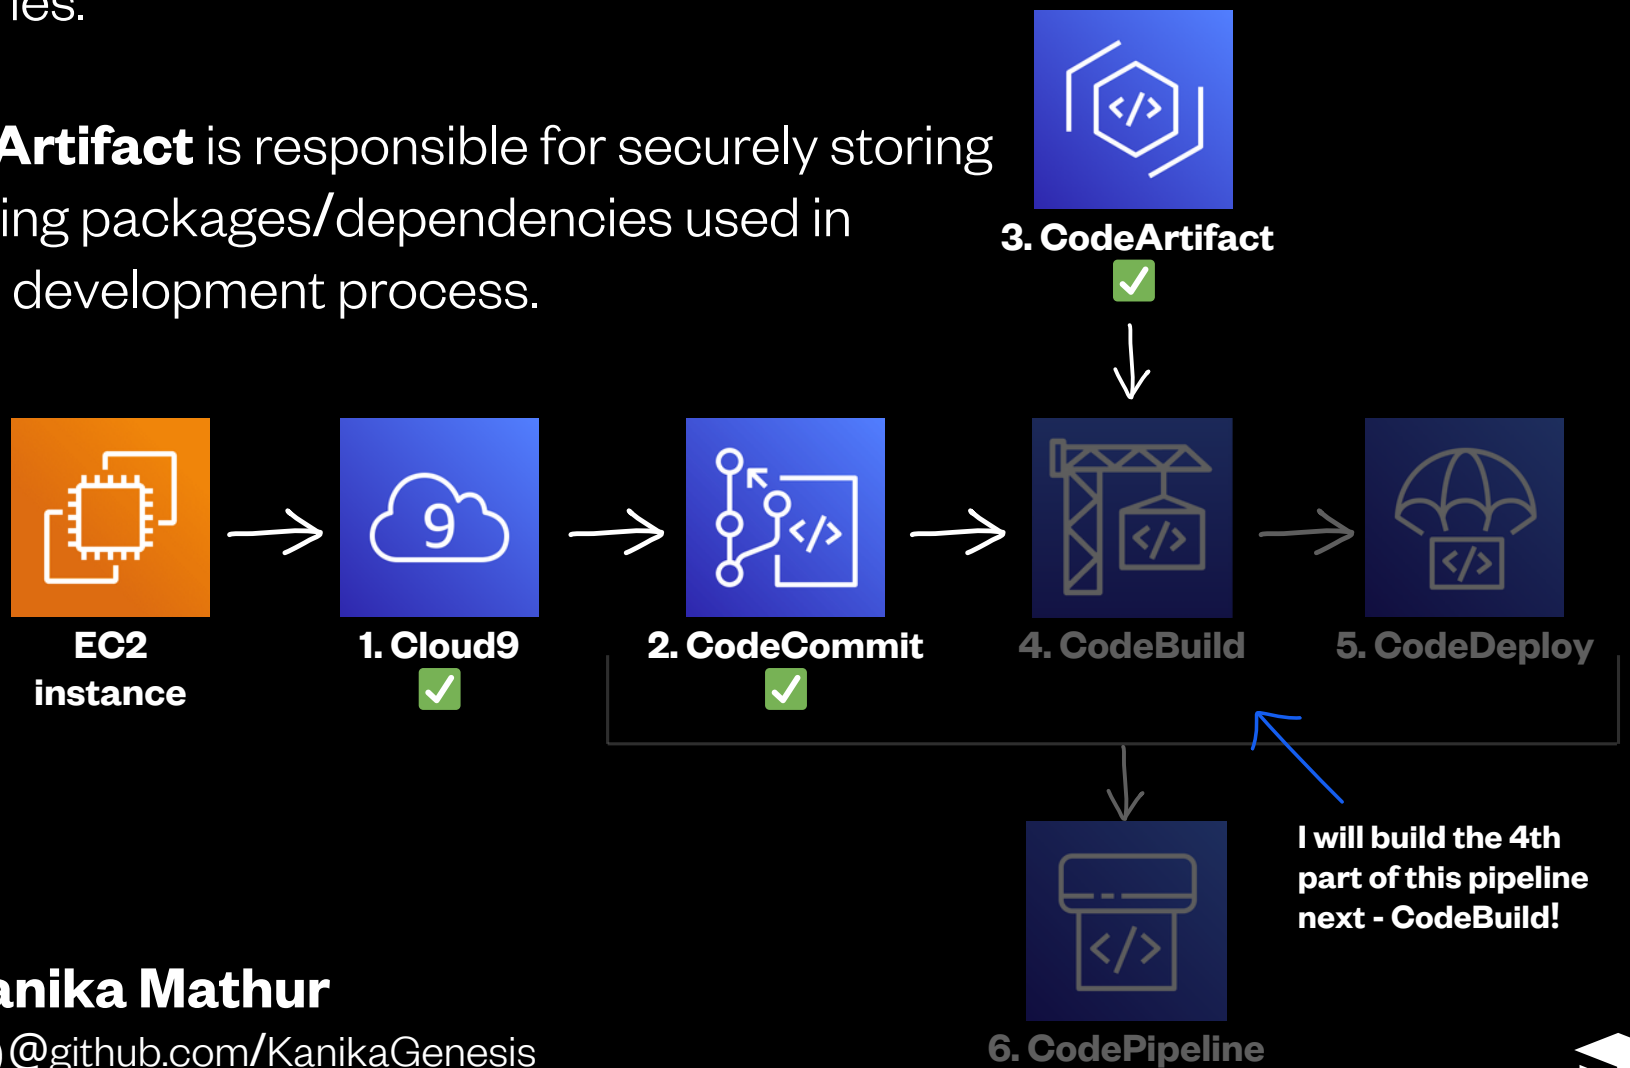 ies.
Artifact is responsible for securely storing
ing packages/dependencies used in
development process.
3. CodeArtifact
</>
9
</>
</>
</>
EC2
instance
1. Cloud9
2. CodeCommit
4. CodeBuild
5. CodeDeploy
I will build the 4th
part of this pipeline
next - CodeBuild!
</>
6. CodePipeline
anika Mathur
@github.com/KanikaGenesis